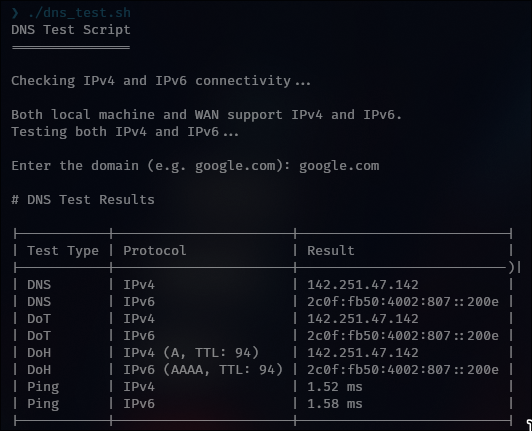 ❯ ./dns_test.sh
DNS Test Script
===============
Checking IPv4 and IPv6 connectivity...
Both local machine and WAN support IPv4 and IPv6.
Testing both IPv4 and IPv6...
Enter the domain (e.g. google.com): google.com
# DNS Test Results
|-----------|----------------------|-------------------------|
| Test Type | Protocol | Result |
|-----------|----------------------|-------------------------)|
| DNS | IPv4 | 142.251.47.142 |
| DNS | IPv6 | 2c0f:fb50:4002:807::200e |
| DoT | IPv4 | 142.251.47.142 |
| DoT | IPv6 | 2c0f:fb50:4002:807::200e |
| DoH | IPv4 (A, TTL: 94) | 142.251.47.142 |
| DoH | IPv6 (AAAA, TTL: 94) | 2c0f:fb50:4002:807::200e |
| Ping | IPv4 | 1.52 ms |
| Ping | IPv6 | 1.58 ms |
|-----------|----------------------|-------------------------|